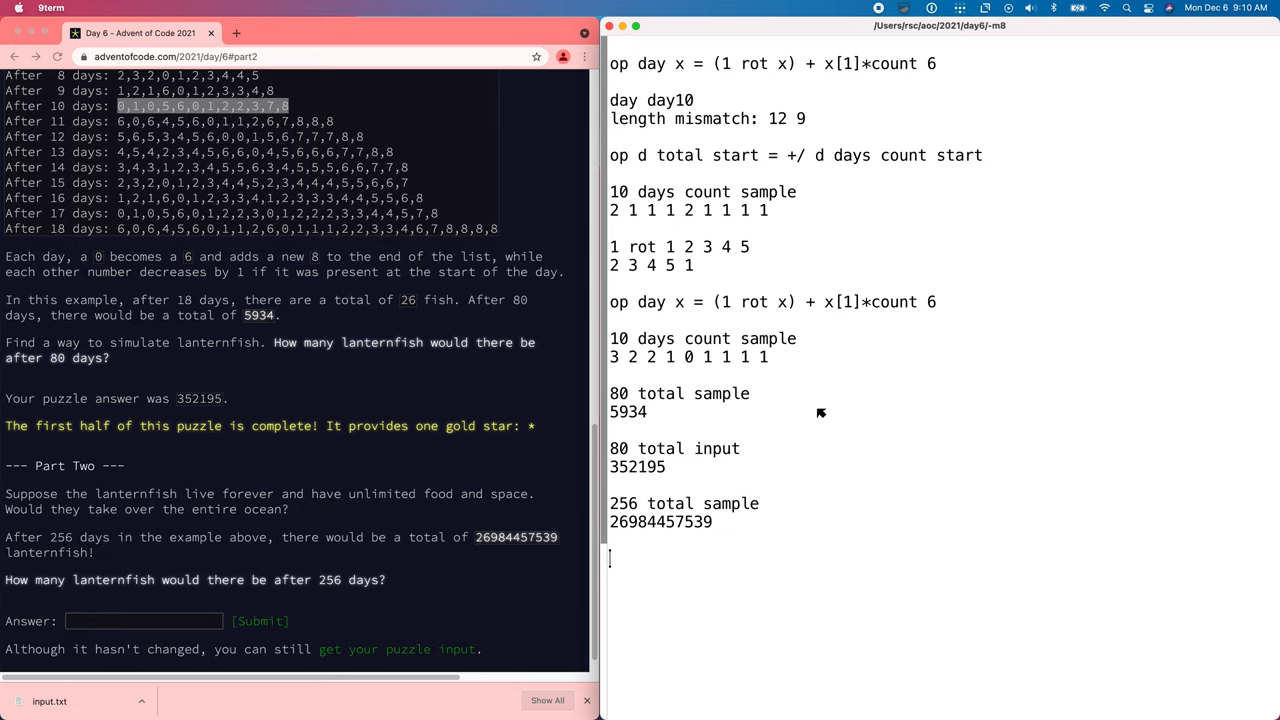 9term
Mon Dec 6 9:10 AM
Day 6 - Advent of Code 2021
adventofcode.com/2021/day/6#part2
After 8 days: 2,3,2,0,1,2,3,4,4,5
After 9 days: 1,2,1,6,0,1,2,3,3,4,8
After 10 days: 0,1,0,5,6,0,1,2,2,3,7,8
After 11 days: 6,0,6,4,5,6,0,1,1,2,6,7,8,8,8
After 12 days: 5,6,5,3,4,5,6,0,0,1,5,6,7,7,7,8,8
After 13 days: 4,5,4,2,3,4,5,6,6,0,4,5,6,6,6,7,7,8,8
After 14 days: 3,4,3,1,2,3,4,5,5,6,3,4,5,5,5,6,6,7,7,8
After 15 days: 2,3,2,0,1,2,3,4,4,5,2,3,4,4,4,5,5,6,6,7
After 16 days: 1,2,1,6,0,1,2,3,3,4,1,2,3,3,3,4,4,5,5,6,8
After 17 days: 0,1,0,5,6,0,1,2,2,3,0,1,2,2,2,3,3,4,4,5,7,8
After 18 days: 6,0,6,4,5,6,0,1,1,2,6,0,1,1,1,2,2,3,3,4,6,7,8,8,8,8
Each day, a 0 becomes a 6 and adds a new 8 to the end of the list, while
each other number decreases by 1 if it was present at the start of the day.
In this example, after 18 days, there are a total of 26 fish. After 80
days, there would be a total of 5934.
Find a way to simulate lanternfish. How many lanternfish would there be
after 80 days?
Your puzzle answer was 352195.
The first half of this puzzle is complete! It provides one gold star: *
--- Part Two ---
Suppose the lanternfish live forever and have unlimited food and space.
Would they take over the entire ocean?
After 256 days in the example above, there would be a total of 26984457539
lanternfish!
How many lanternfish would there be after 256 days?
Answer: [Submit]
Although it hasn't changed, you can still get your puzzle input.
input.txt
Show All
/Users/rsc/aoc/2021/day6/-m8
op day x = (1 rot x) + x[1]*count 6
day day10
length mismatch: 12 9
op d total start = +/ d days count start
10 days count sample
2 1 1 1 2 1 1 1 1
1 rot 1 2 3 4 5
2 3 4 5 1
op day x = (1 rot x) + x[1]*count 6
10 days count sample
3 2 2 1 0 1 1 1 1
80 total sample
5934
80 total input
352195
256 total sample
26984457539